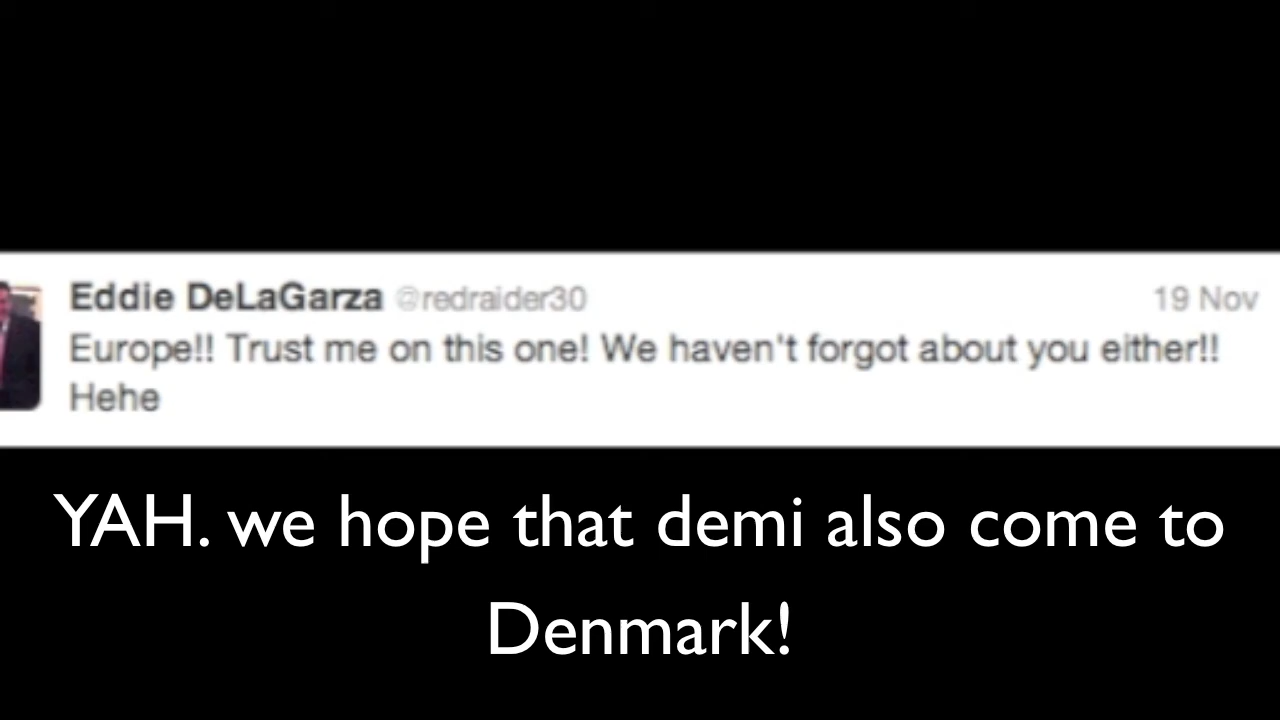 Eddie DeLaGarza @redraider30 19 Nov
Europe!! Trust me on this one! We haven't forgot about you either!!
Hehe
YAH. we hope that demi also come to
Denmark!